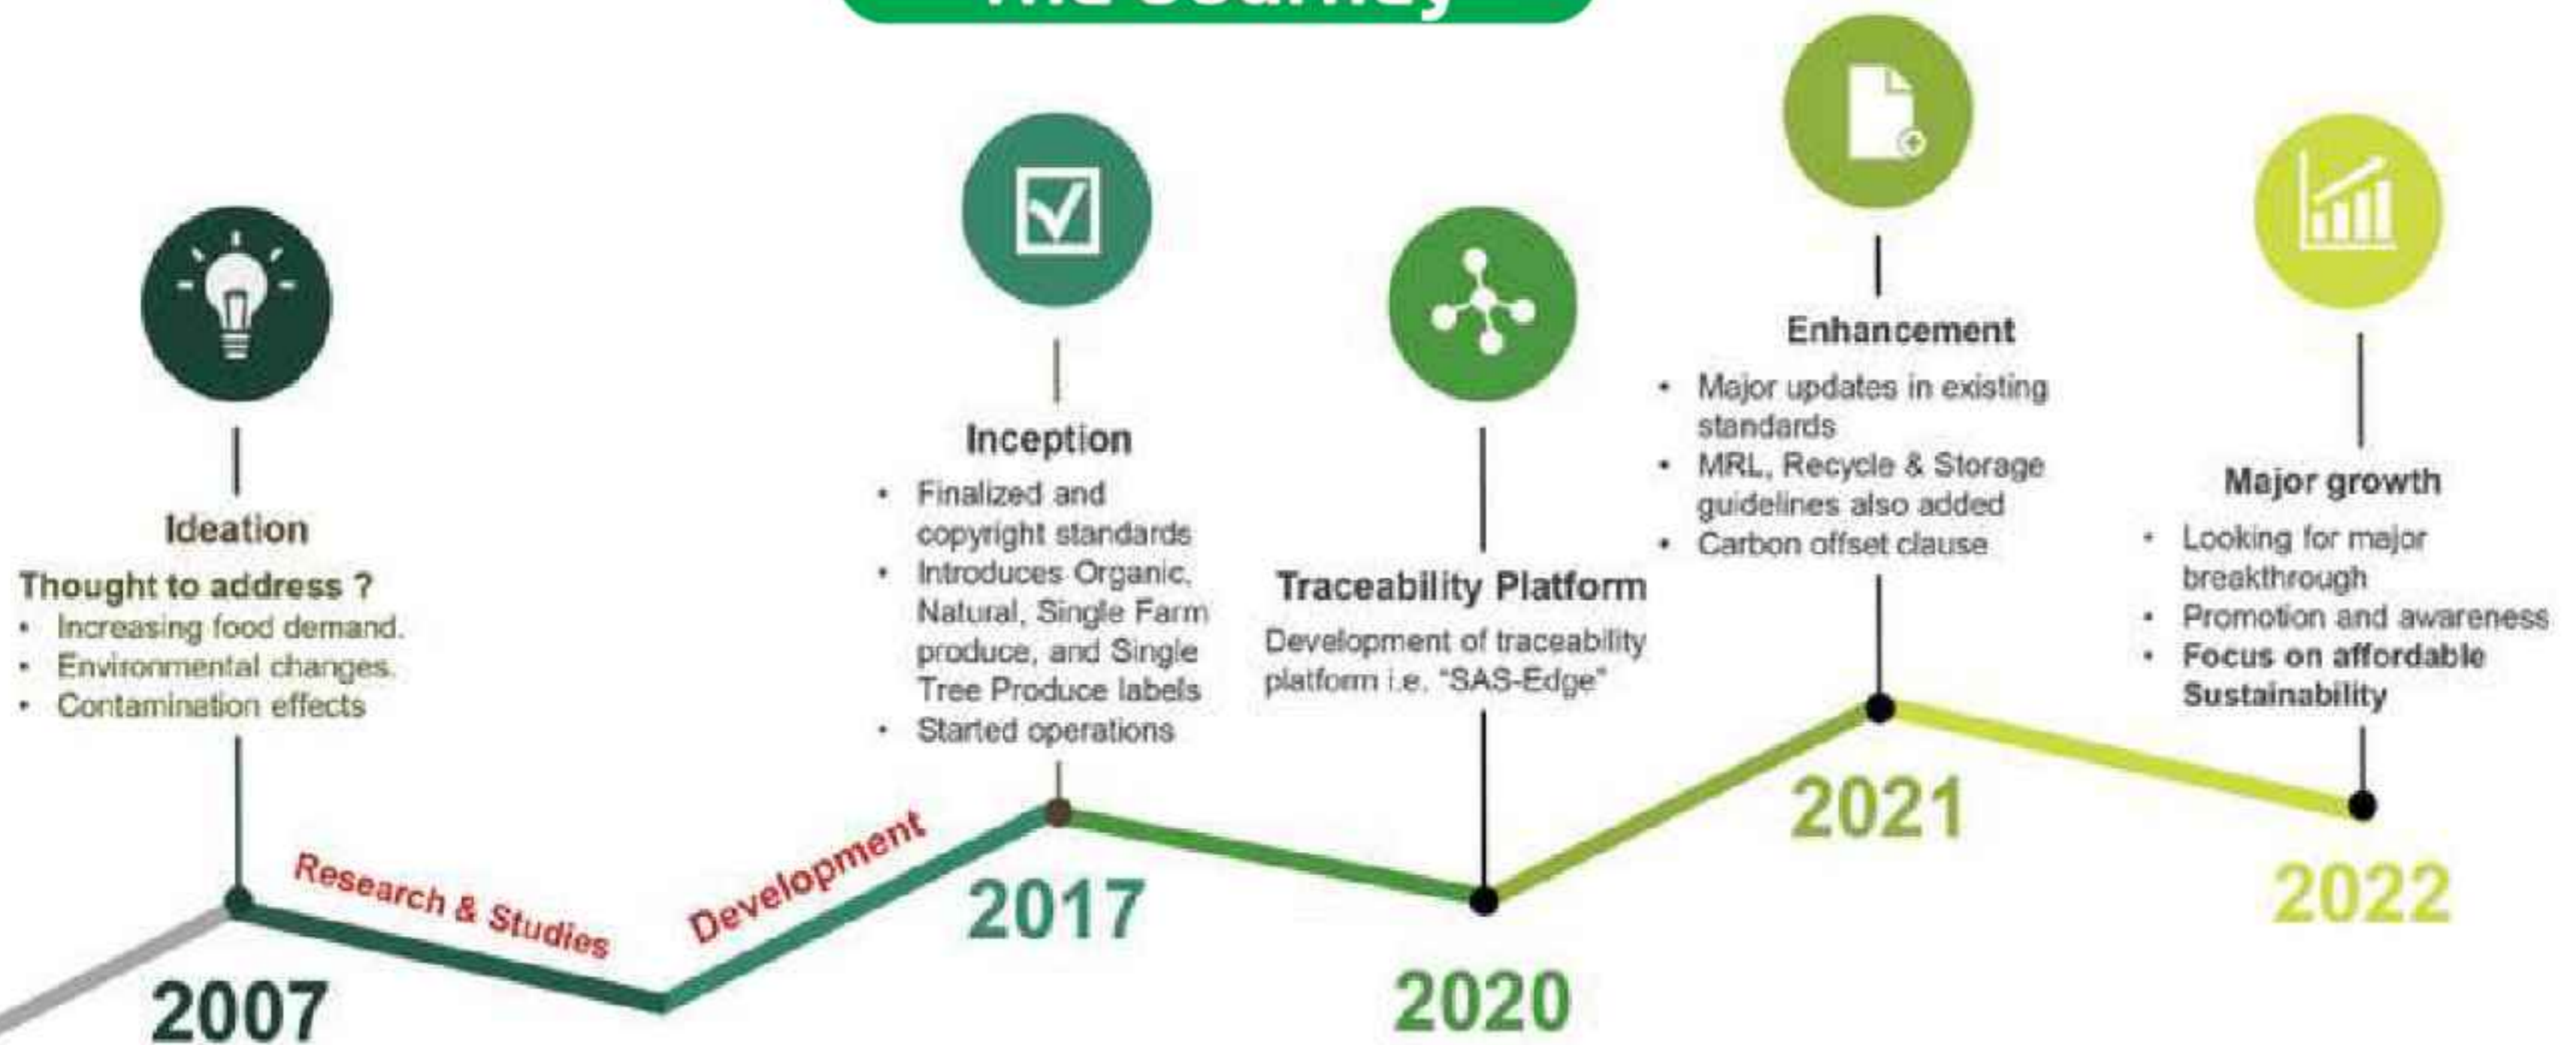 The Journey
Ideation
Thought to address ?
• Increasing food demand.
• Environmental changes.
• Contamination effects
2007
Research & Studies
Development
Inception
• Finalized and
copyright standards
• Introduces Organic,
Natural, Single Farm
produce, and Single
Tree Produce labels
• Started operations
2017
Traceability Platform
Development of traceability
platform i.e. "SAS-Edge"
2020
Enhancement
• Major updates in existing
standards
• MRL, Recycle & Storage
guidelines also added
• Carbon offset clause
2021
Major growth
• Looking for major
breakthrough
• Promotion and awareness
• Focus on affordable
Sustainability
2022